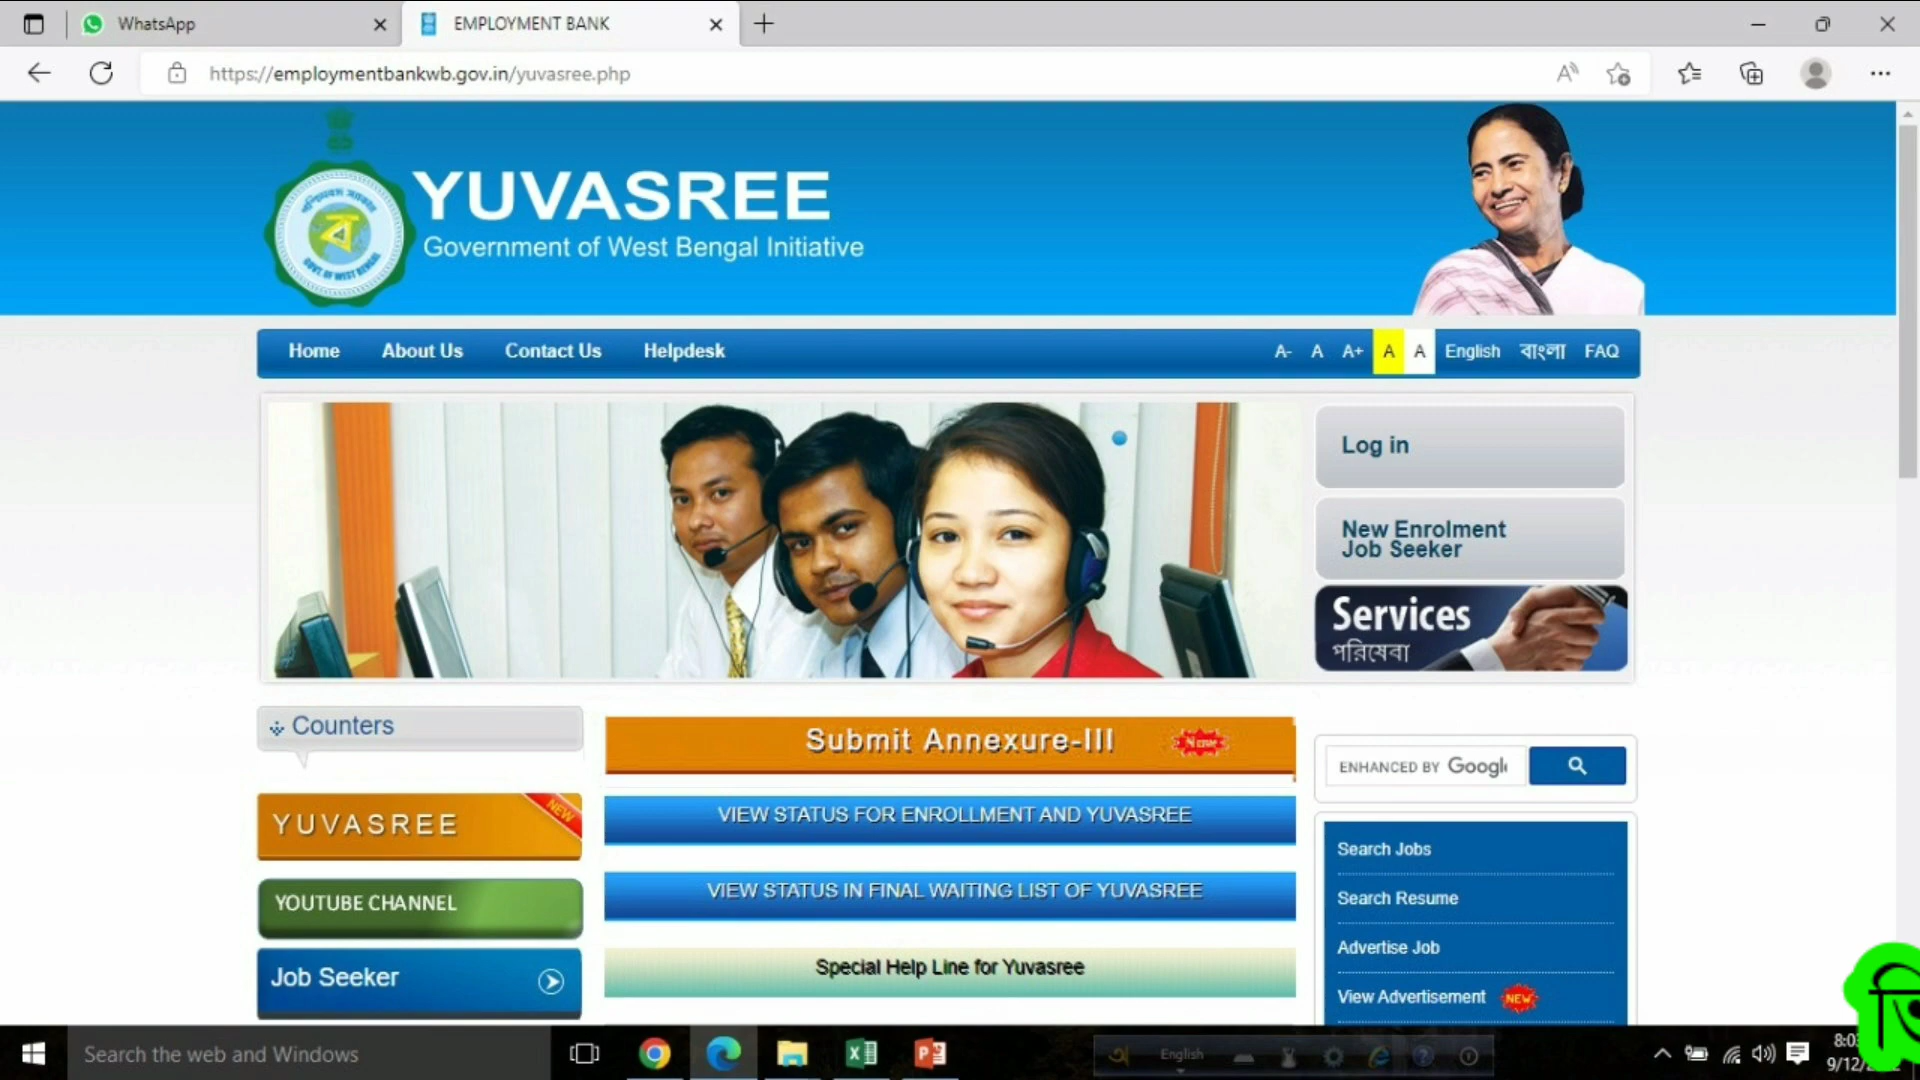 WhatsApp
EMPLOYMENT BANK
https://employmentbankwb.gov.in/yuvasree.php
YUVASREE
Government of West Bengal Initiative
GOVT. OF WEST BENGAL
Home About Us Contact Us Helpdesk A- A A+ A A English বাংলা FAQ
Log in
New Enrolment
Job Seeker
Services
পরিষেবা
Counters
Submit Annexure-III New
ENHANCED BY Google
YUVASREE NEW
VIEW STATUS FOR ENROLLMENT AND YUVASREE
Search Jobs
YOUTUBE CHANNEL
VIEW STATUS IN FINAL WAITING LIST OF YUVASREE
Search Resume
Advertise Job
Job Seeker
Special Help Line for Yuvasree
View Advertisement NEW
Search the web and Windows
English